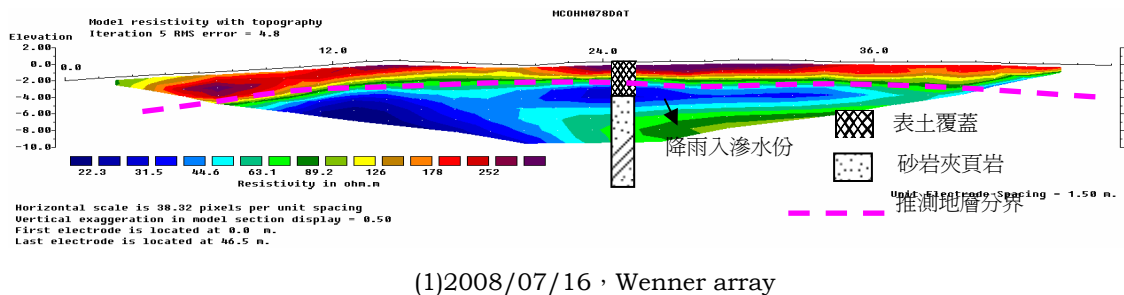 MCOHM078DAT
Model resistivity with topography
Iteration 5 RMS error = 4.8
Elevation
2.00
0.0
-2.00
-4.00
-6.00
-8.00
-10.0
0.0
12.0
24.0
36.0
降雨入滲水份
表土覆蓋
砂岩夾頁岩
推測地層分界
22.3 31.5 44.6 63.1 89.2 126 178 252
Resistivity in ohm.m
Unit Electrode Spacing = 1.50 m.
Horizontal scale is 38.32 pixels per unit spacing
Vertical exaggeration in model section display = 0.50
First electrode is located at 0.0 m.
Last electrode is located at 46.5 m.
(1)2008/07/16，Wenner array